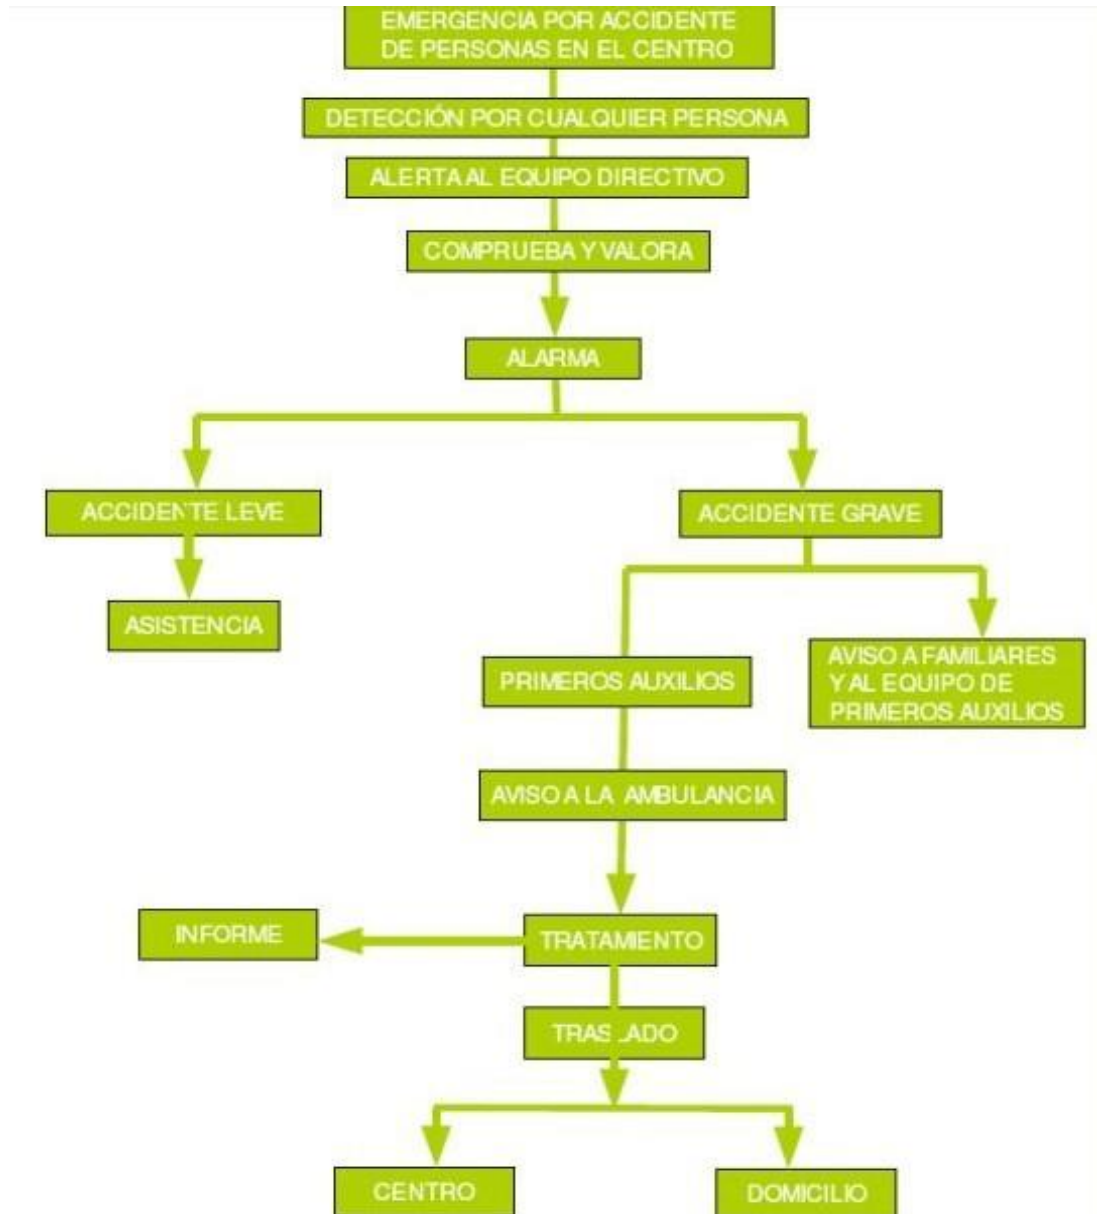 EMERGENCIA POR ACCIDENTE
DE PERSONAS EN EL CENTRO
DETECCIÓN POR CUALQUIER PERSONA
ALERTA AL EQUIPO DIRECTIVO
COMPRUEBA Y VALORA
ALARMA
ACCIDENTE LEVE
ACCIDENTE GRAVE
ASISTENCIA
PRIMEROS AUXILIOS
AVISO A FAMILIARES
Y AL EQUIPO DE
PRIMEROS AUXILIOS
AVISO A LA AMBULANCIA
INFORME
TRATAMIENTO
TRASLADO
CENTRO
DOMICILIO